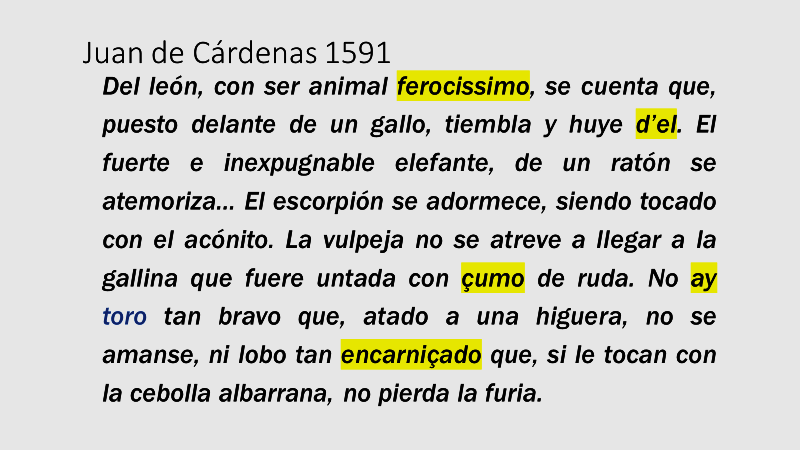 Juan de Cárdenas 1591
Del león, con ser animal ferocissimo, se cuenta que,
puesto delante de un gallo, tiembla y huye d’el. El
fuerte e inexpugnable elefante, de un ratón se
atemoriza... El escorpión se adormece, siendo tocado
con el acónito. La vulpeja no se atreve a llegar a la
gallina que fuere untada con çumo de ruda. No ay
toro tan bravo que, atado a una higuera, no se
amanse, ni lobo tan encarniçado que, si le tocan con
la cebolla albarrana, no pierda la furia.